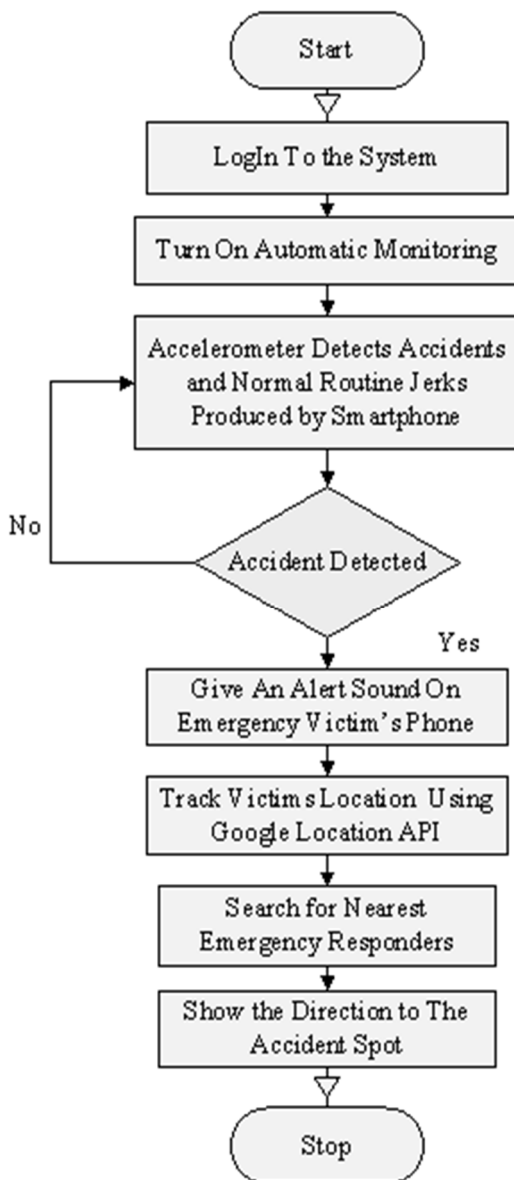 Start
LogIn To the System
Turn On Automatic Monitoring
Accelerometer Detects Accidents
and Normal Routine Jerks
Produced by Smartphone
No
Accident Detected
Yes
Give An Alert Sound On
Emergency Victim's Phone
Track Victims Location Using
Google Location API
Search for Nearest
Emergency Responders
Show the Direction to The
Accident Spot
Stop